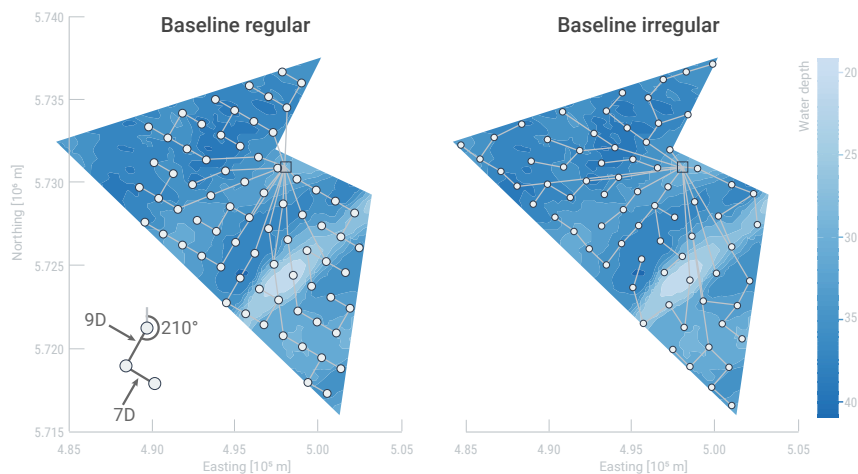 Baseline regular
Baseline irregular
5.740
5.735
5.730
5.725
5.720
5.715
Northing [10⁶ m]
9D
210°
7D
4.85
4.90
4.95
5.00
5.05
Easting [10⁵ m]
4.85
4.90
4.95
5.00
5.05
Easting [10⁵ m]
Water depth
20
25
30
35
40